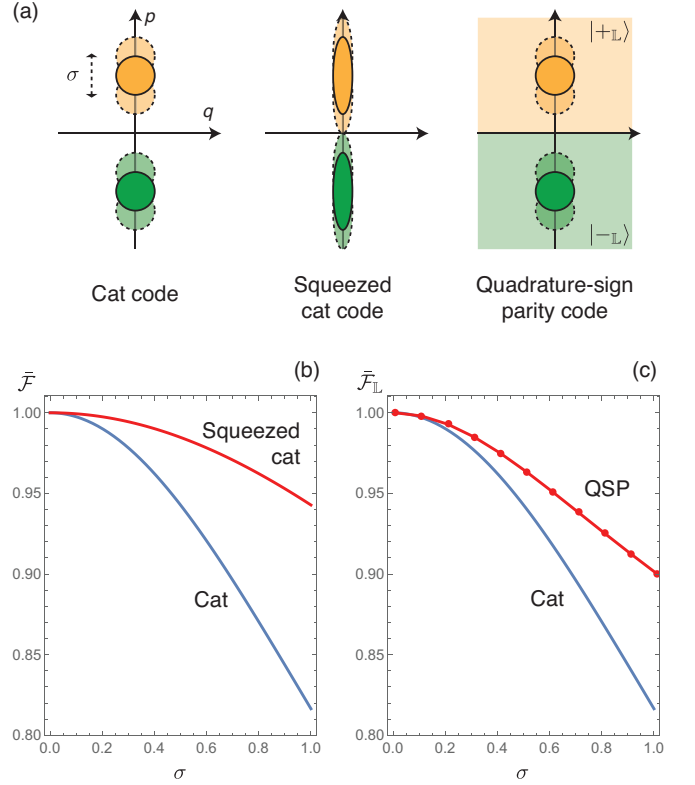 (a)
p
σ
q
|+𝕃⟩
|−𝕃⟩
Cat code
Squeezed
cat code
Quadrature-sign
parity code
(b)
ℱ̄
1.00
0.95
0.90
0.85
0.80
0.0 0.2 0.4 0.6 0.8 1.0
σ
Squeezed
cat
Cat
(c)
ℱ̄𝕃
1.00
0.95
0.90
0.85
0.80
0.0 0.2 0.4 0.6 0.8 1.0
σ
QSP
Cat